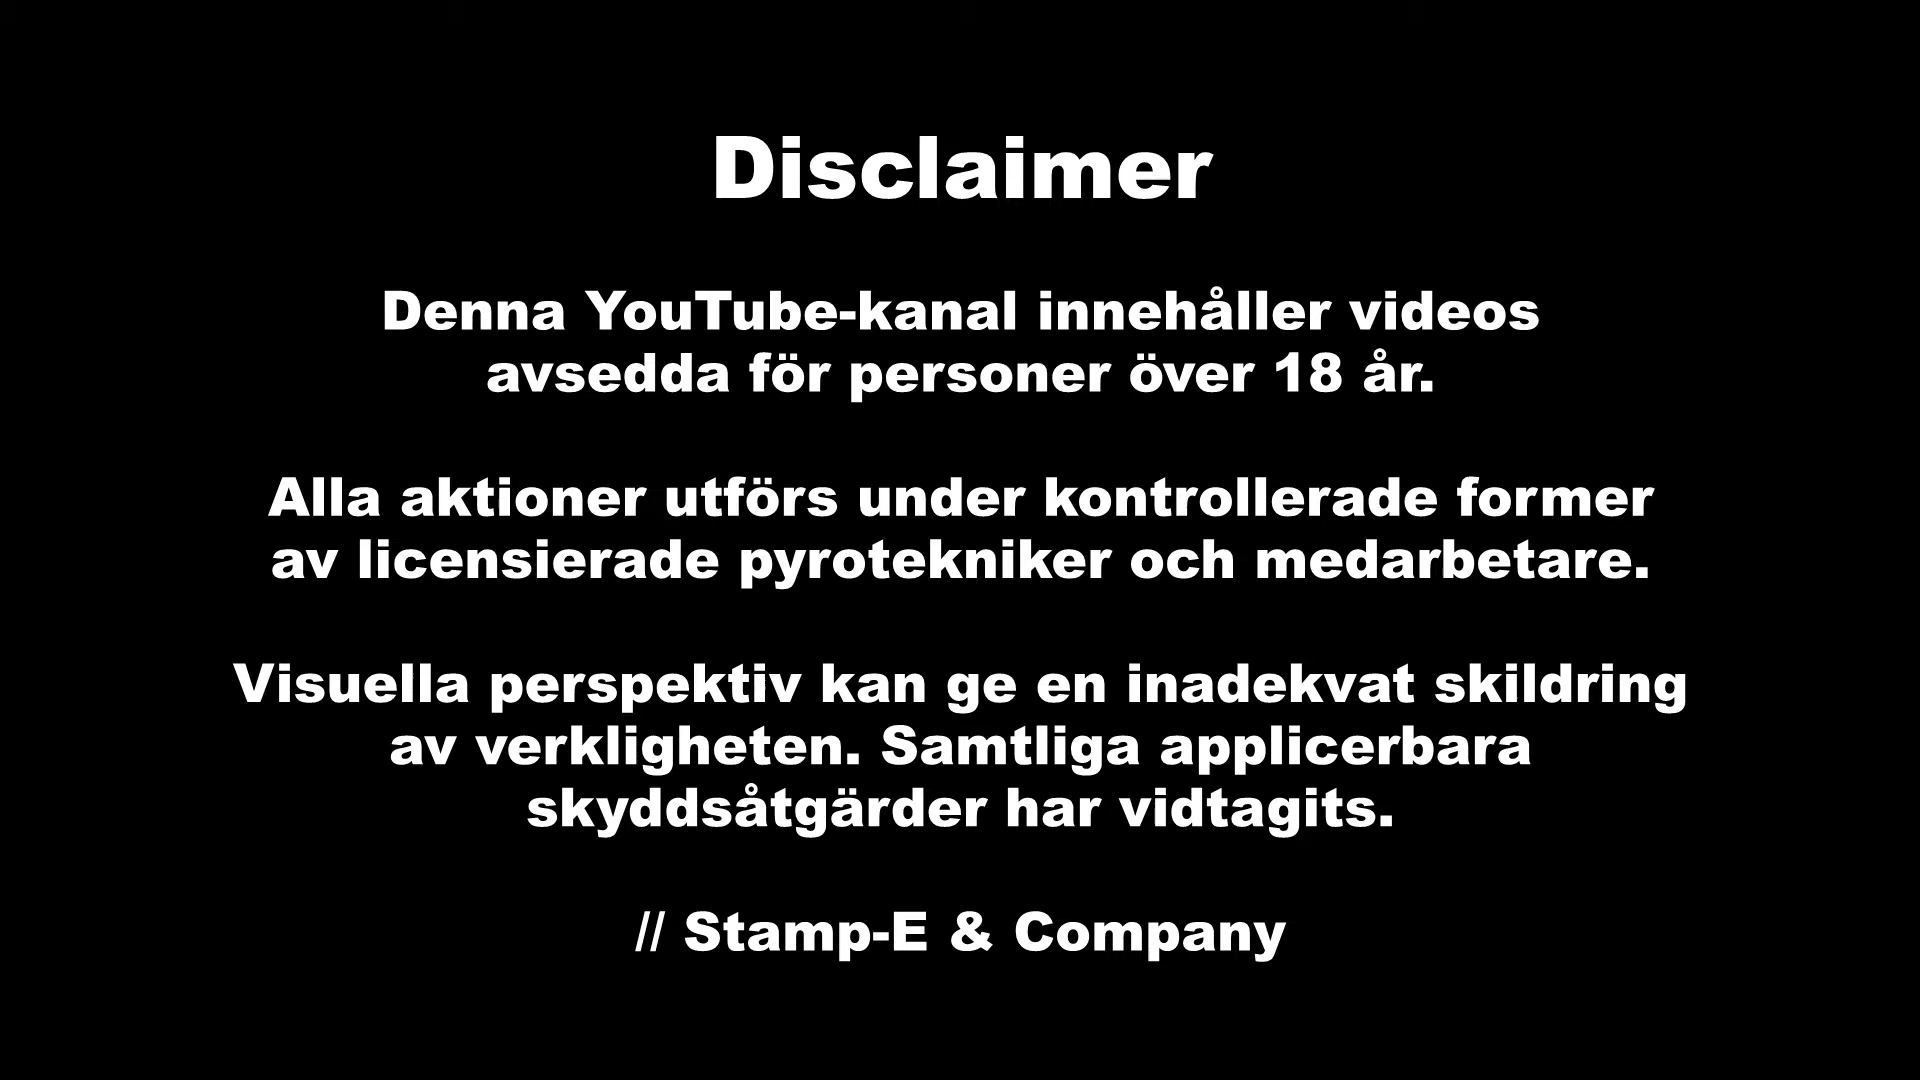 Disclaimer
Denna YouTube-kanal innehåller videos
avsedda för personer över 18 år.
Alla aktioner utförs under kontrollerade former
av licensierade pyrotekniker och medarbetare.
Visuella perspektiv kan ge en inadekvat skildring
av verkligheten. Samtliga applicerbara
skyddsåtgärder har vidtagits.
// Stamp-E & Company